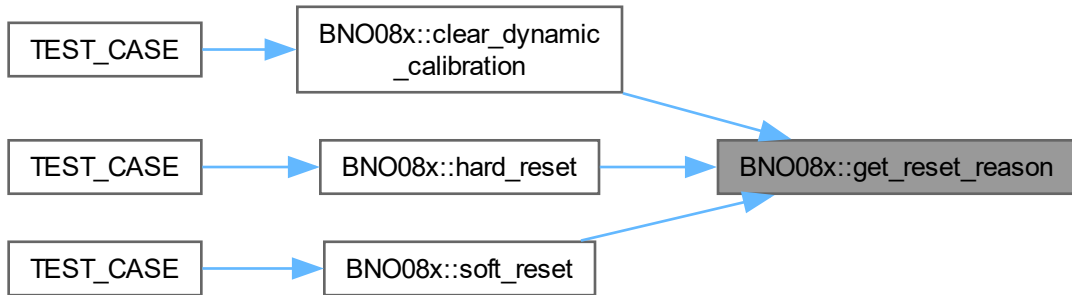 TEST_CASE
BNO08x::clear_dynamic
_calibration
TEST_CASE
BNO08x::hard_reset
BNO08x::get_reset_reason
TEST_CASE
BNO08x::soft_reset